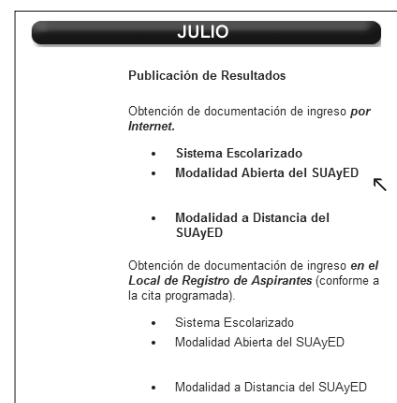 JULIO
Publicación de Resultados
Obtención de documentación de ingreso por
Internet.
• Sistema Escolarizado
• Modalidad Abierta del SUAyED
• Modalidad a Distancia del
SUAyED
Obtención de documentación de ingreso en el
Local de Registro de Aspirantes (conforme a
la cita programada).
• Sistema Escolarizado
• Modalidad Abierta del SUAyED
• Modalidad a Distancia del SUAyED